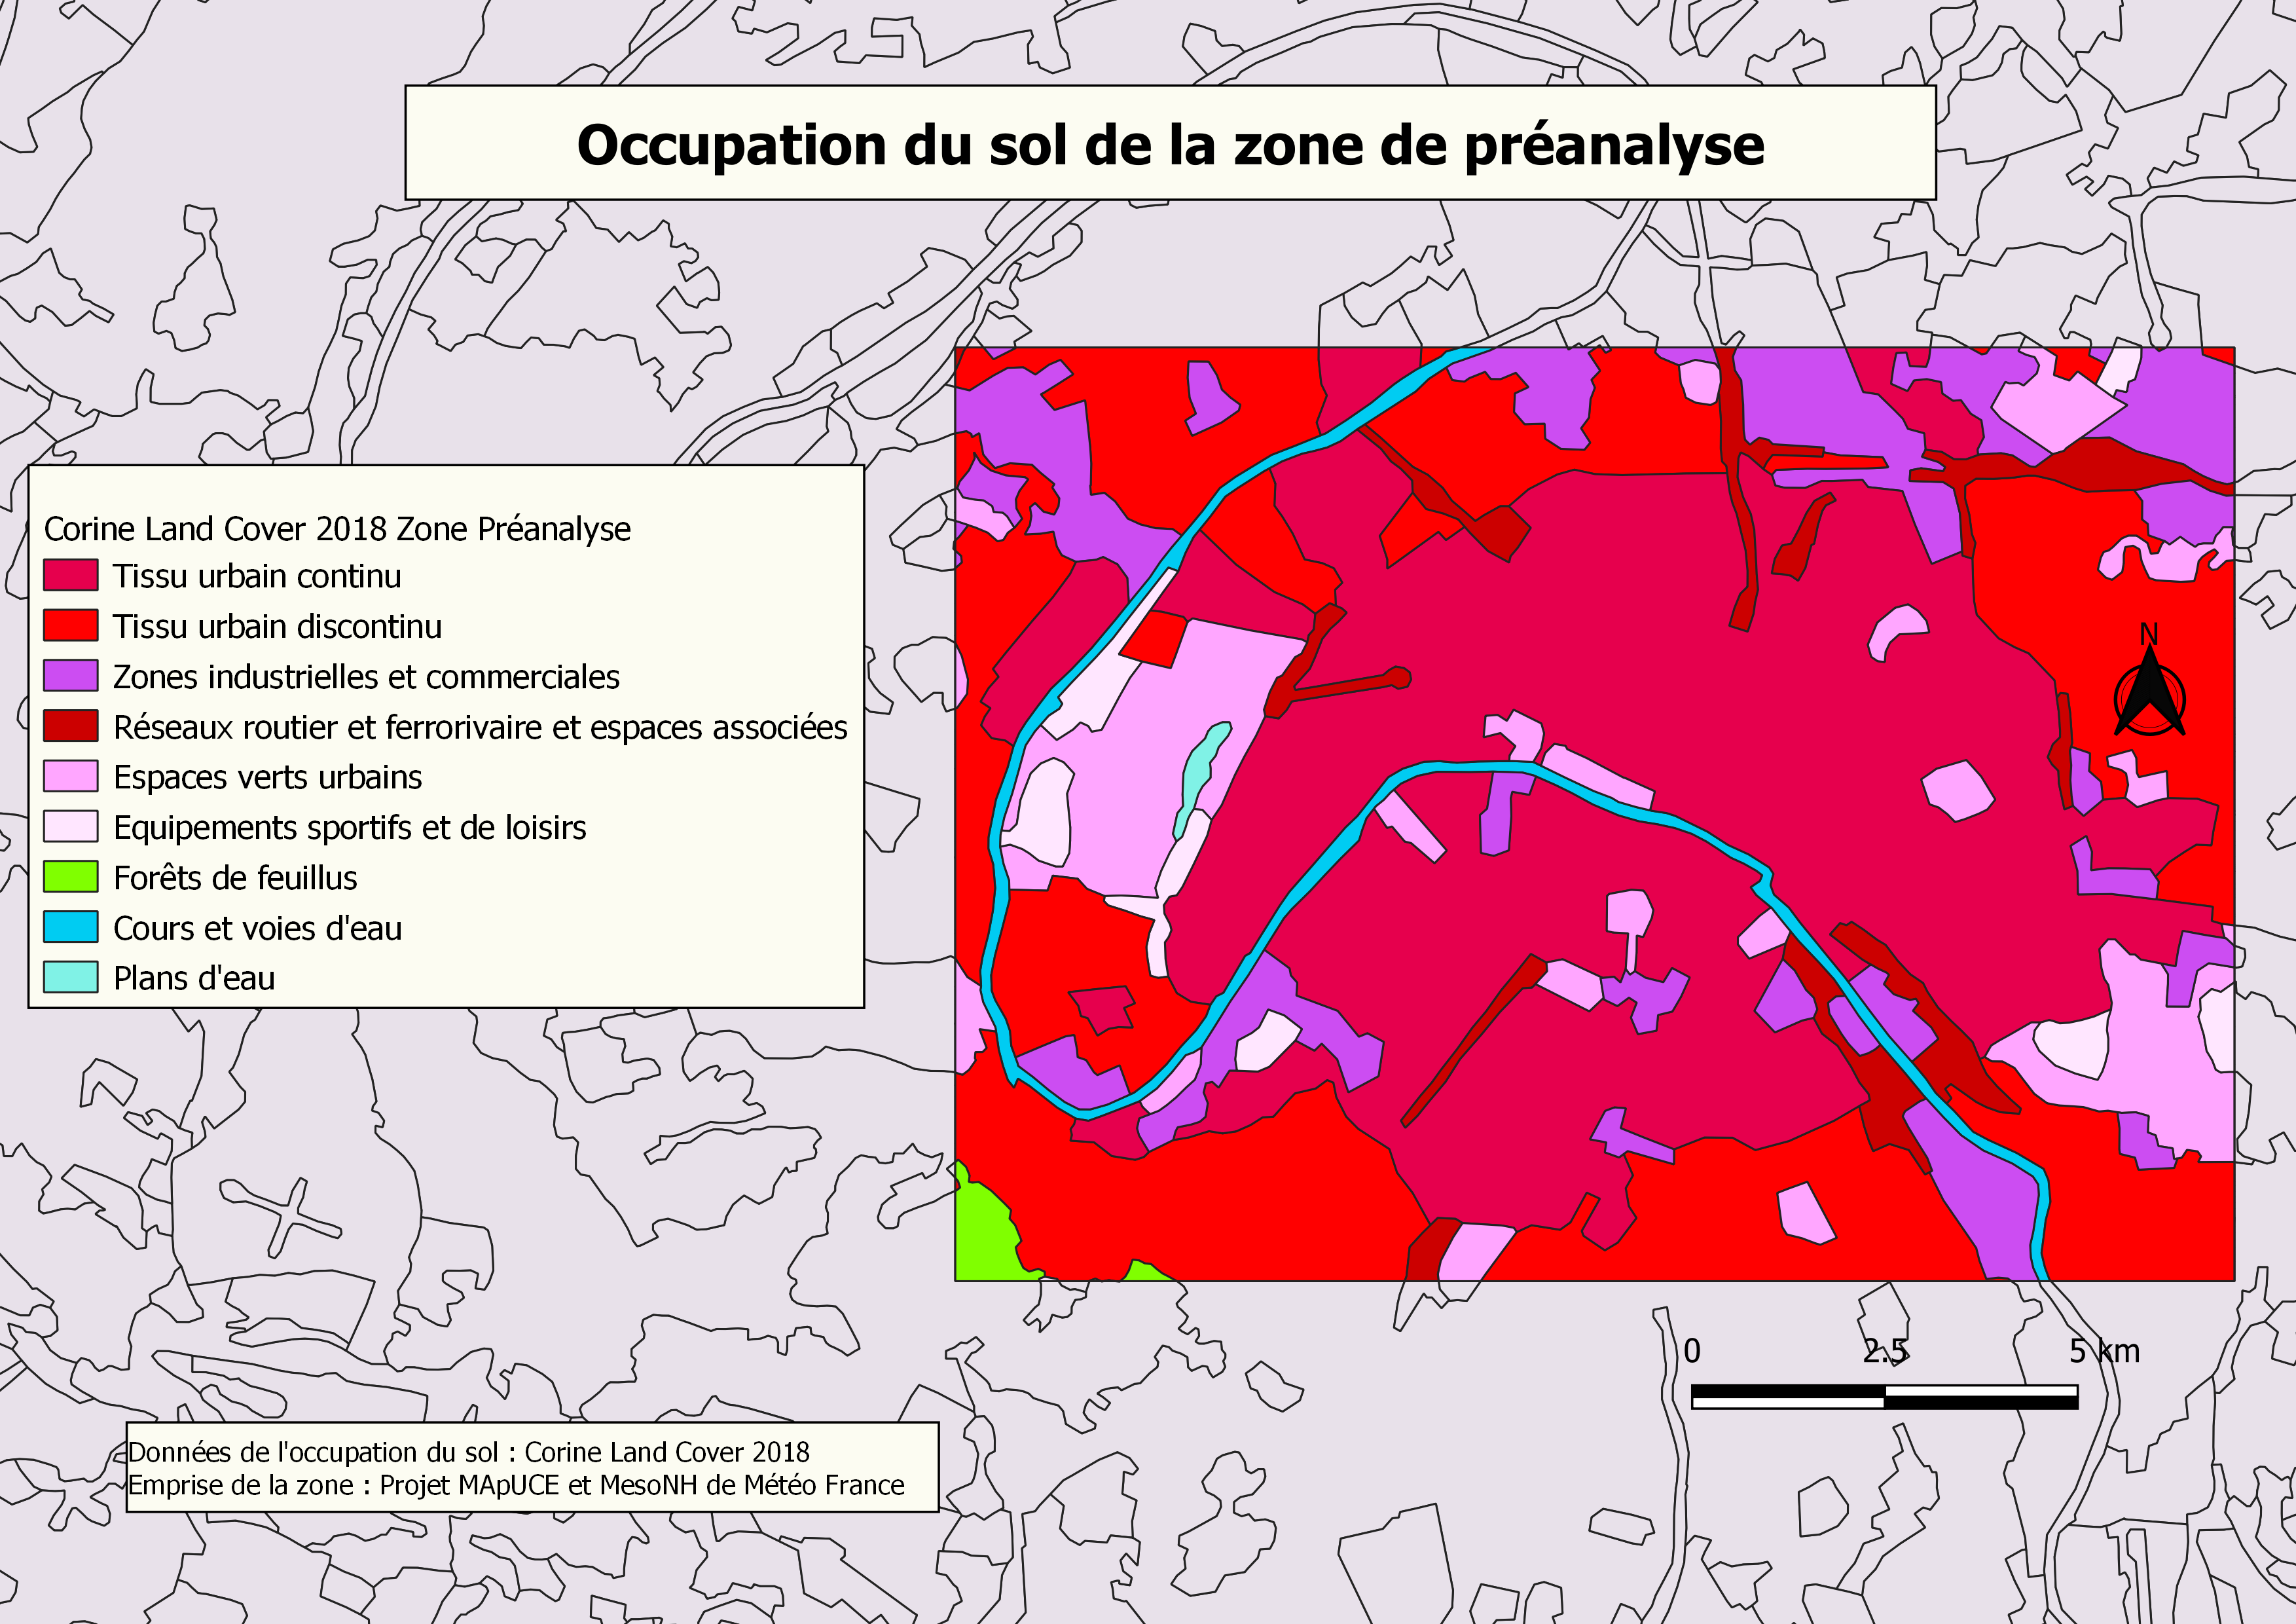 Occupation du sol de la zone de préanalyse
Corine Land Cover 2018 Zone Préanalyse
Tissu urbain continu
Tissu urbain discontinu
Zones industrielles et commerciales
Réseaux routier et ferrorivaire et espaces associées
Espaces verts urbains
Equipements sportifs et de loisirs
Forêts de feuillus
Cours et voies d'eau
Plans d'eau
N
0 2.5 5 km
Données de l'occupation du sol : Corine Land Cover 2018
Emprise de la zone : Projet MApUCE et MesoNH de Météo France